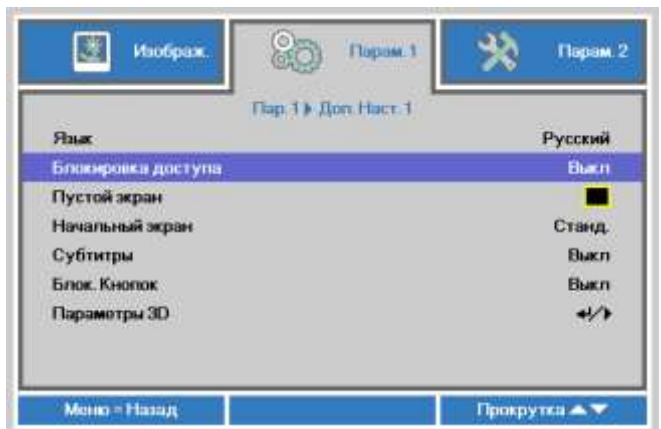 Изображ.
Парам. 1
Парам. 2
Пар. 1 Доп. Наст. 1
Язык Русский
Блокировка доступа Выкл
Пустой экран
Начальный экран Станд.
Субтитры Выкл
Блок. Кнопок Выкл
Параметры 3D
Меню = Назад
Прокрутка